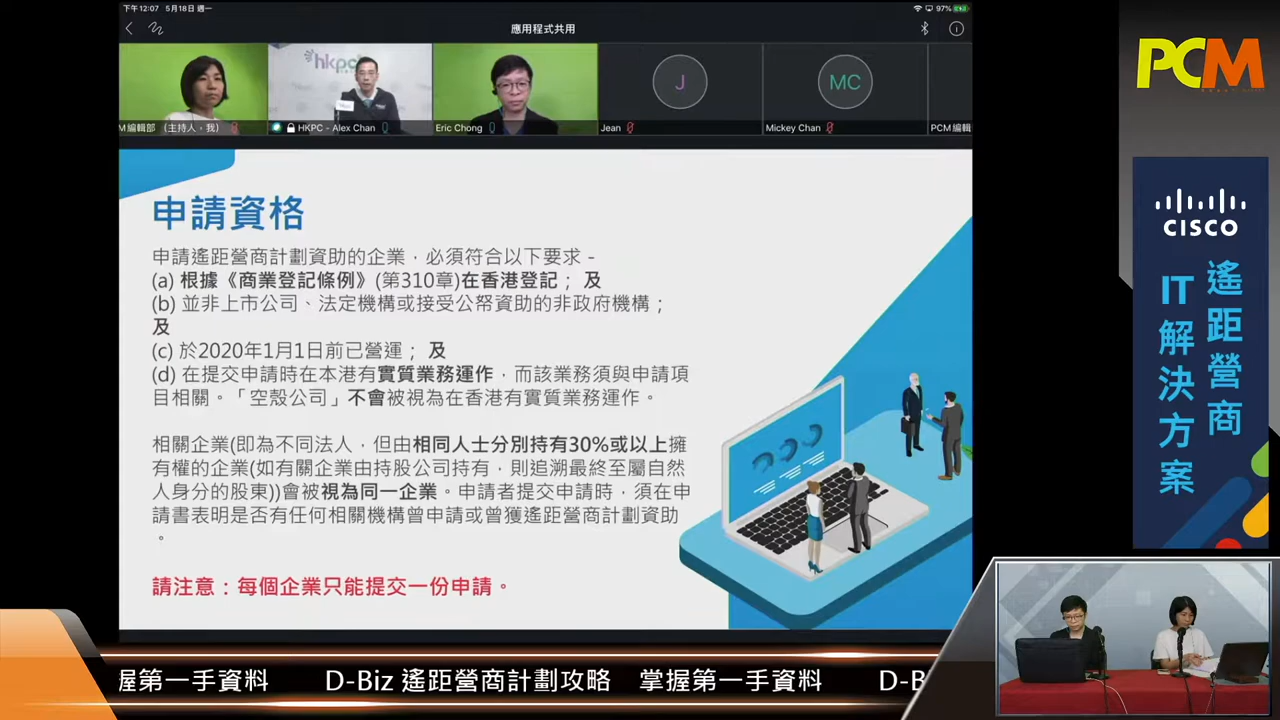 下午12:07 5月18日 週一
97%
應用程式共用
hkpc
J
MC
M編輯部 (主持人，我)
HKPC - Alex Chan
Eric Chong
Jean
Mickey Chan
PCM編輯
PCM
CISCO
遙距營商
IT解決方案
申請資格
申請遙距營商計劃資助的企業，必須符合以下要求 -
(a) 根據《商業登記條例》(第310章)在香港登記； 及
(b) 並非上市公司、法定機構或接受公帑資助的非政府機構；
及
(c) 於2020年1月1日前已營運； 及
(d) 在提交申請時在本港有實質業務運作，而該業務須與申請項
目相關。「空殼公司」不會被視為在香港有實質業務運作。
相關企業(即為不同法人，但由相同人士分別持有30%或以上擁
有權的企業(如有關企業由持股公司持有，則追溯最終至屬自然
人身分的股東))會被視為同一企業。申請者提交申請時，須在申
請書表明是否有任何相關機構曾申請或曾獲遙距營商計劃資助
。
請注意：每個企業只能提交一份申請。
握第一手資料 D-Biz 遙距營商計劃攻略 掌握第一手資料 D-B